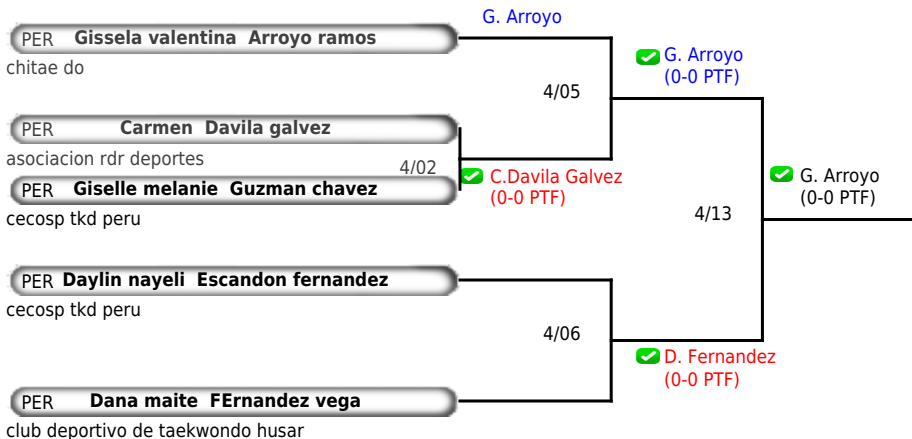 G. Arroyo
PER Gissela valentina Arroyo ramos
chitae do
G. Arroyo
(0-0 PTF)
4/05
PER Carmen Davila galvez
asociacion rdr deportes
4/02
PER Giselle melanie Guzman chavez
cecosp tkd peru
C.Davila Galvez
(0-0 PTF)
G. Arroyo
(0-0 PTF)
4/13
PER Daylin nayeli Escandon fernandez
cecosp tkd peru
4/06
D. Fernandez
(0-0 PTF)
PER Dana maite FErnandez vega
club deportivo de taekwondo husar